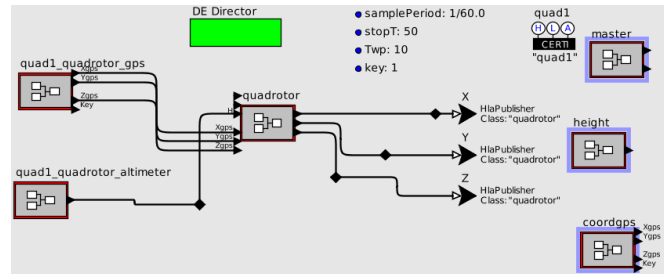 DE Director
samplePeriod: 1/60.0
stopT: 50
Twp: 10
key: 1
quad1
H L A
CERTI
"quad1"
master
quad1_quadrotor_gps
Xgps
Ygps
Zgps
Key
quadrotor
H
Xgps
Ygps
Zgps
X
HlaPublisher
Class: "quadrotor"
Y
HlaPublisher
Class: "quadrotor"
Z
HlaPublisher
Class: "quadrotor"
height
quad1_quadrotor_altimeter
coordgps
Xgps
Ygps
Zgps
Key